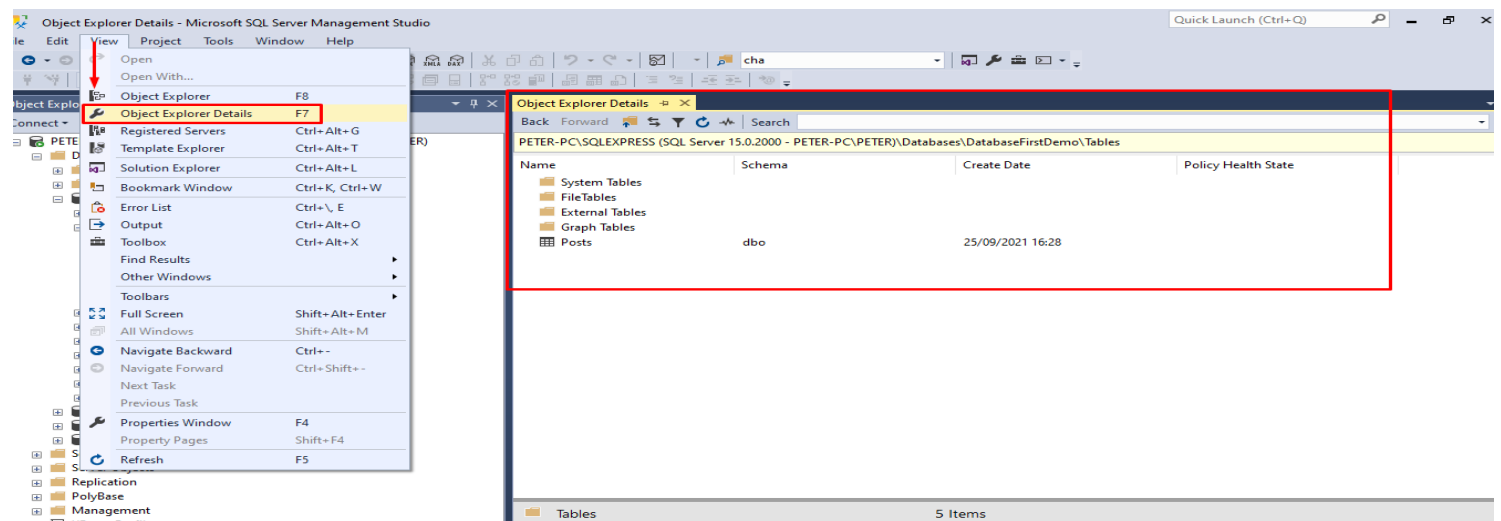 Object Explorer Details - Microsoft SQL Server Management Studio
Quick Launch (Ctrl+Q)
le Edit View Project Tools Window Help
Open
Open With...
Object Explorer F8
Object Explorer Details F7
Registered Servers Ctrl+Alt+G
Template Explorer Ctrl+Alt+T
Solution Explorer Ctrl+Alt+L
Bookmark Window Ctrl+K, Ctrl+W
Error List Ctrl+\, E
Output Ctrl+Alt+O
Toolbox Ctrl+Alt+X
Find Results
Other Windows
Toolbars
Full Screen Shift+Alt+Enter
All Windows Shift+Alt+M
Navigate Backward Ctrl+-
Navigate Forward Ctrl+Shift+-
Next Task
Previous Task
Properties Window F4
Property Pages Shift+F4
Refresh F5
XMLA DAX
cha
bject Explo
Connect
PETE
ER)
D
S
Replication
PolyBase
Management
Object Explorer Details
Back Forward Search
PETER-PC\SQLEXPRESS (SQL Server 15.0.2000 - PETER-PC\PETER)\Databases\DatabaseFirstDemo\Tables
Name Schema Create Date Policy Health State
System Tables
FileTables
External Tables
Graph Tables
Posts dbo 25/09/2021 16:28
Tables 5 Items